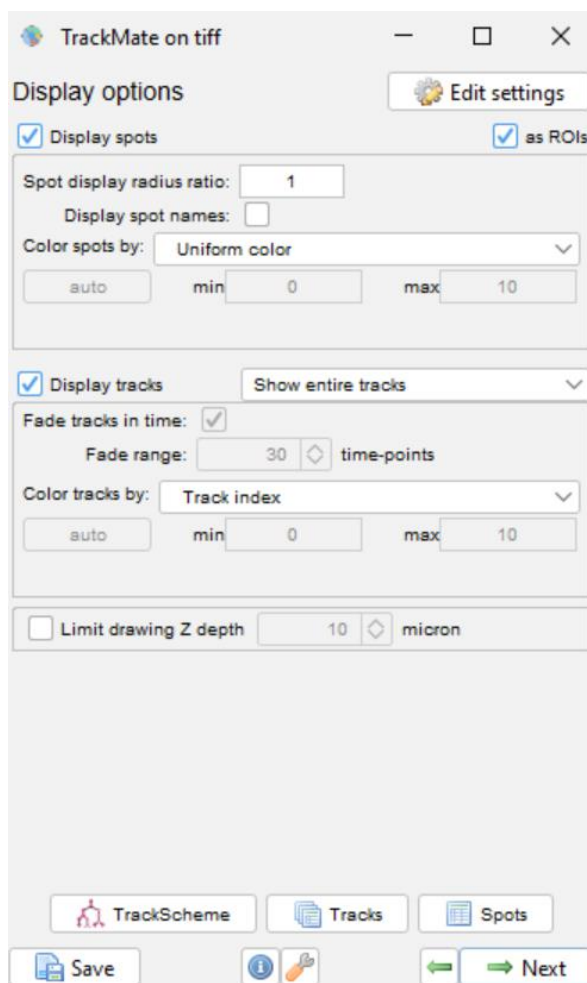 TrackMate on tiff
Display options
Edit settings
Display spots
as ROIs
Spot display radius ratio: 1
Display spot names:
Color spots by: Uniform color
auto min 0 max 10
Display tracks Show entire tracks
Fade tracks in time:
Fade range: 30 time-points
Color tracks by: Track index
auto min 0 max 10
Limit drawing Z depth 10 micron
TrackScheme Tracks Spots
Save Next